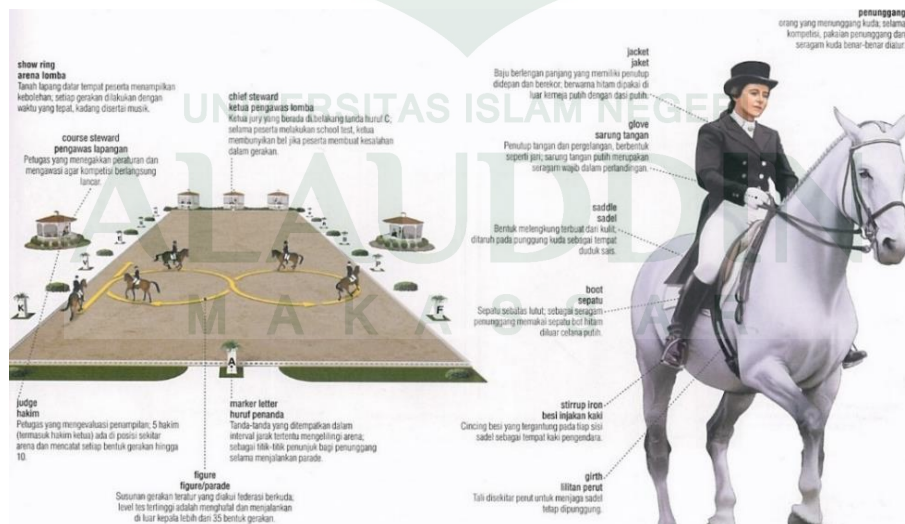 show ring
arena lomba
Tanah lapang datar tempat peserta menampilkan
kebolehan; setiap gerakan dilakukan dengan
waktu yang tepat, kadang disertai musik.
course steward
pengawas lapangan
Petugas yang menegakkan peraturan dan
mengawasi agar kompetisi berlangsung
lancar.
chief steward
ketua pengawas lomba
Ketua jury yang berada di belakang tanda huruf C;
selama peserta melakukan school test, ketua
membunyikan bel jika peserta membuat kesalahan
dalam gerakan.
K
F
A
judge
hakim
Petugas yang mengevaluasi penampilan; 5 hakim
(termasuk hakim ketua) ada di posisi sekitar
arena dan mencatat setiap bentuk gerakan hingga
10.
marker letter
huruf penanda
Tanda-tanda yang ditempatkan dalam
interval jarak tertentu mengelilingi arena;
sebagai titik-titik penunjuk bagi penunggang
selama menjalankan parade.
figure
figure/parade
Susunan gerakan teratur yang diakui federasi berkuda;
level tes tertinggi adalah menghafal dan menjalankan
di luar kepala lebih dari 35 bentuk gerakan.
penunggang
orang yang menunggang kuda; selama
kompetisi, pakaian penunggang dan
seragam kuda benar-benar diatur.
jacket
jaket
Baju berlengan panjang yang memiliki penutup
didepan dan berekor; berwarna hitam dipakai di
luar kemeja putih dengan dasi putih.
glove
sarung tangan
Penutup tangan dan pergelangan, berbentuk
seperti jari; sarung tangan putih merupakan
seragam wajib dalam pertandingan.
saddle
sadel
Bentuk melengkung terbuat dari kulit,
ditaruh pada punggung kuda sebagai tempat
duduk sais.
boot
sepatu
Sepatu sebatas lutut; sebagai seragam
penunggang memakai sepatu bot hitam
diluar celana putih.
stirrup iron
besi injakan kaki
Cincing besi yang tergantung pada tiap sisi
sadel sebagai tempat kaki pengendara.
girth
lilitan perut
Tali disekitar perut untuk menjaga sadel
tetap dipunggung.
UNIVERSITAS ISLAM NEGERI
ALAUDDIN
MAKASSAR